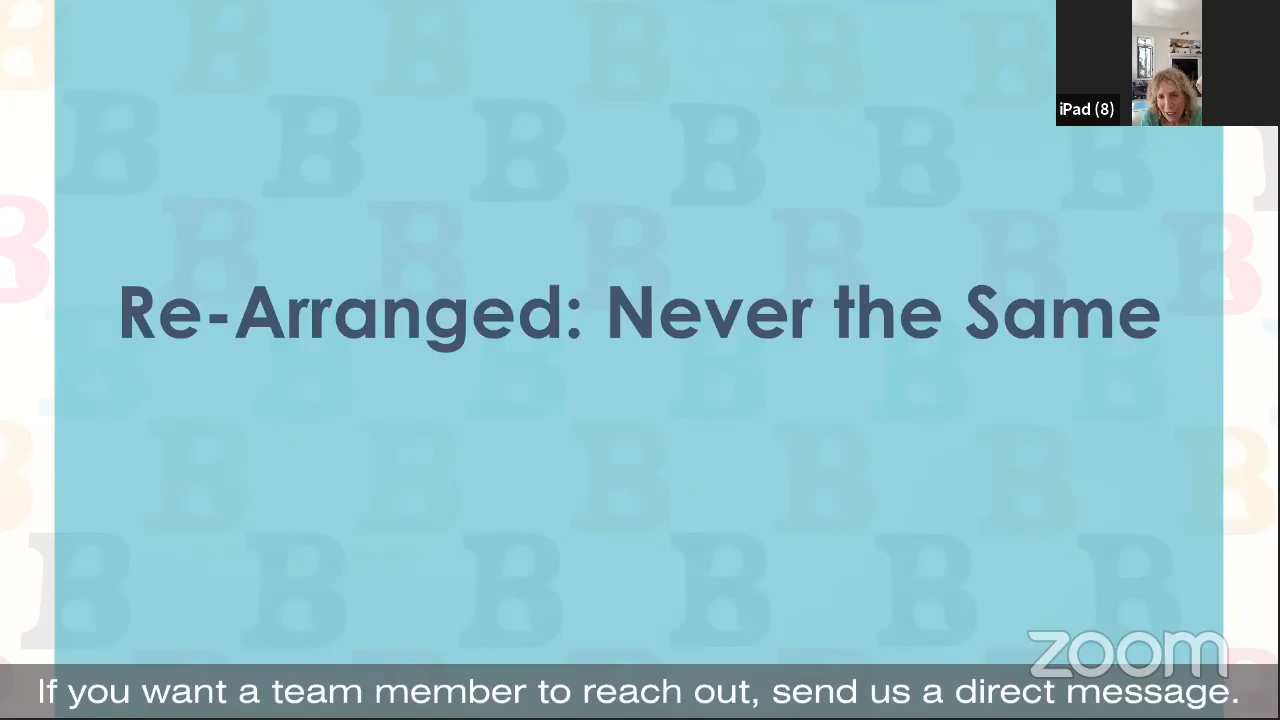 iPad (8)
Re-Arranged: Never the Same
zoom
If you want a team member to reach out, send us a direct message.